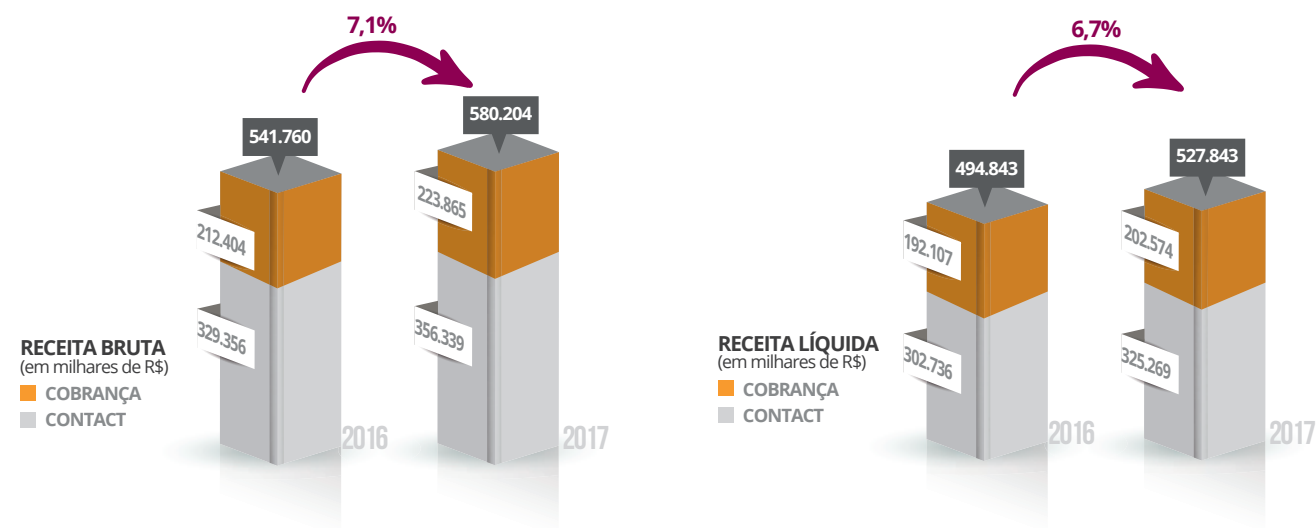 7,1%
541.760
580.204
212.404
223.865
329.356
356.339
RECEITA BRUTA
(em milhares de R$)
COBRANÇA
CONTACT
2016
2017
6,7%
494.843
527.843
192.107
202.574
302.736
325.269
RECEITA LÍQUIDA
(em milhares de R$)
COBRANÇA
CONTACT
2016
2017